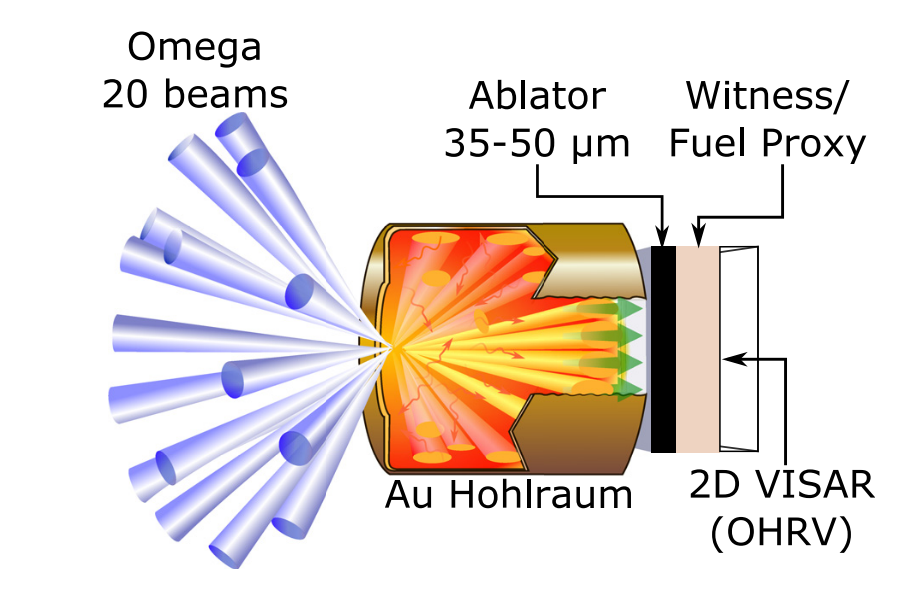 Omega
20 beams
Ablator
35-50 µm
Witness/
Fuel Proxy
Au Hohlraum
2D VISAR
(OHRV)